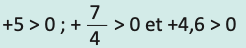 +5 > 0 ; + 7/4 > 0 et +4,6 > 0